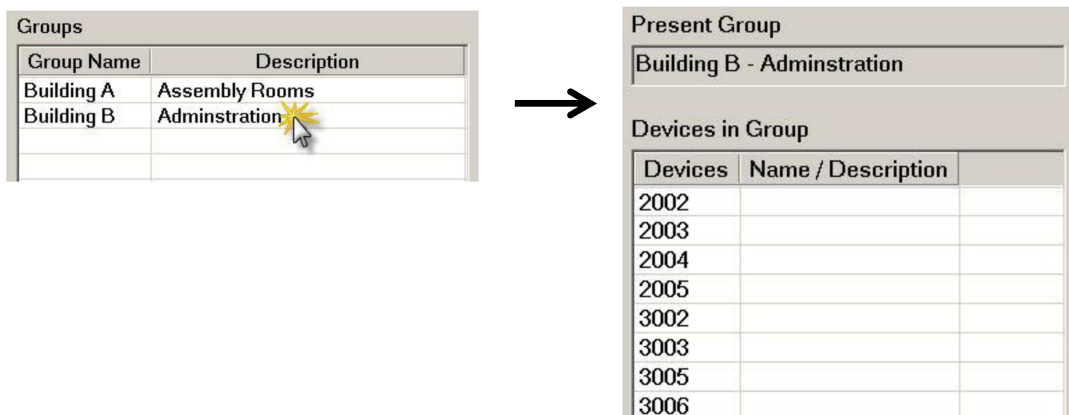 Groups
Group Name Description
Building A Assembly Rooms
Building B Adminstration
Present Group
Building B - Adminstration
Devices in Group
Devices Name / Description
2002
2003
2004
2005
3002
3003
3005
3006